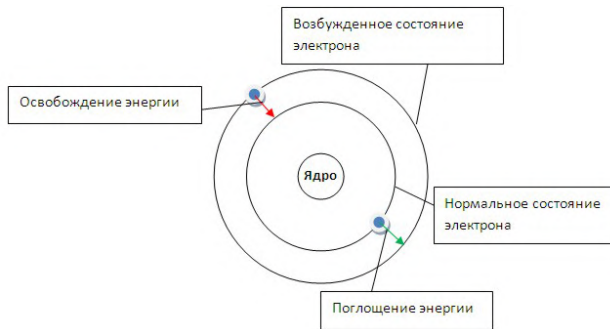 Возбужденное состояние
электрона
Освобождение энергии
Ядро
Нормальное состояние
электрона
Поглощение энергии